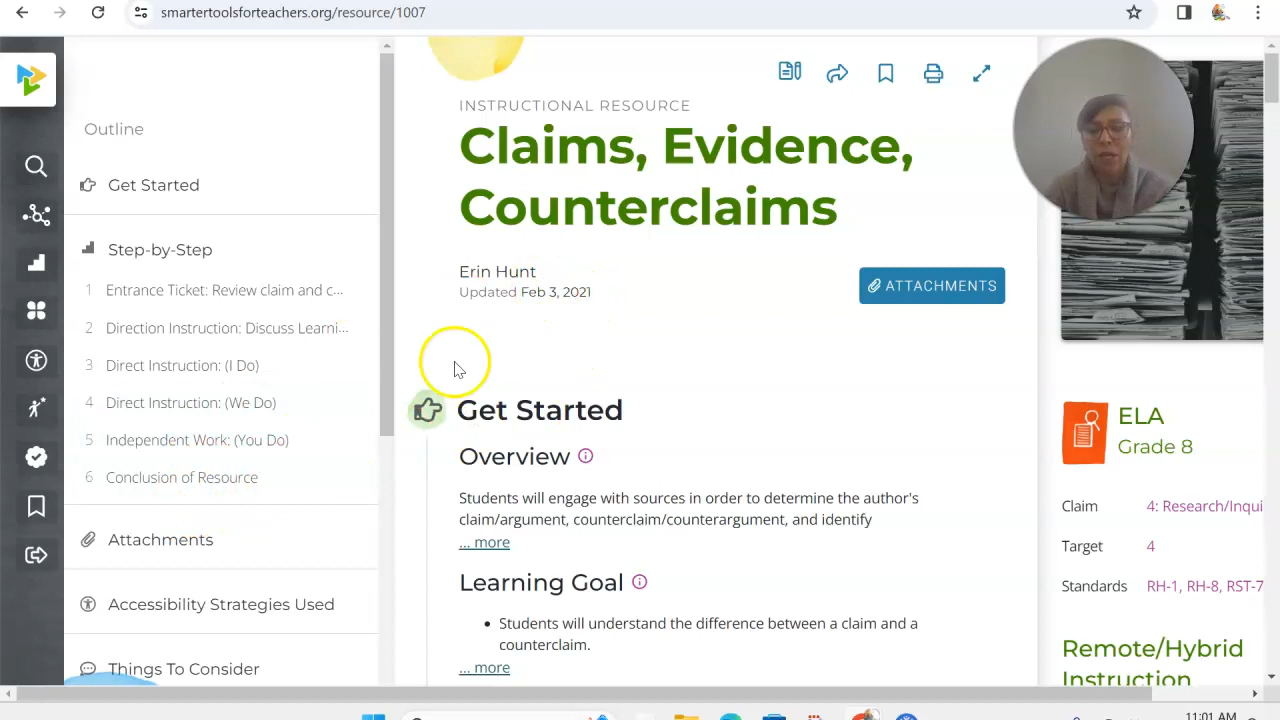 smartertoolsforteachers.org/resource/1007
Outline
Get Started
Step-by-Step
1 Entrance Ticket: Review claim and c...
2 Direction Instruction: Discuss Learni...
3 Direct Instruction: (I Do)
4 Direct Instruction: (We Do)
5 Independent Work: (You Do)
6 Conclusion of Resource
Attachments
Accessibility Strategies Used
Things To Consider
INSTRUCTIONAL RESOURCE
Claims, Evidence,
Counterclaims
Erin Hunt
Updated Feb 3, 2021
ATTACHMENTS
Get Started
Overview
Students will engage with sources in order to determine the author's
claim/argument, counterclaim/counterargument, and identify
... more
Learning Goal
• Students will understand the difference between a claim and a
counterclaim.
... more
ELA
Grade 8
Claim 4: Research/Inqui
Target 4
Standards RH-1, RH-8, RST-7
Remote/Hybrid
Instruction
11:01 AM